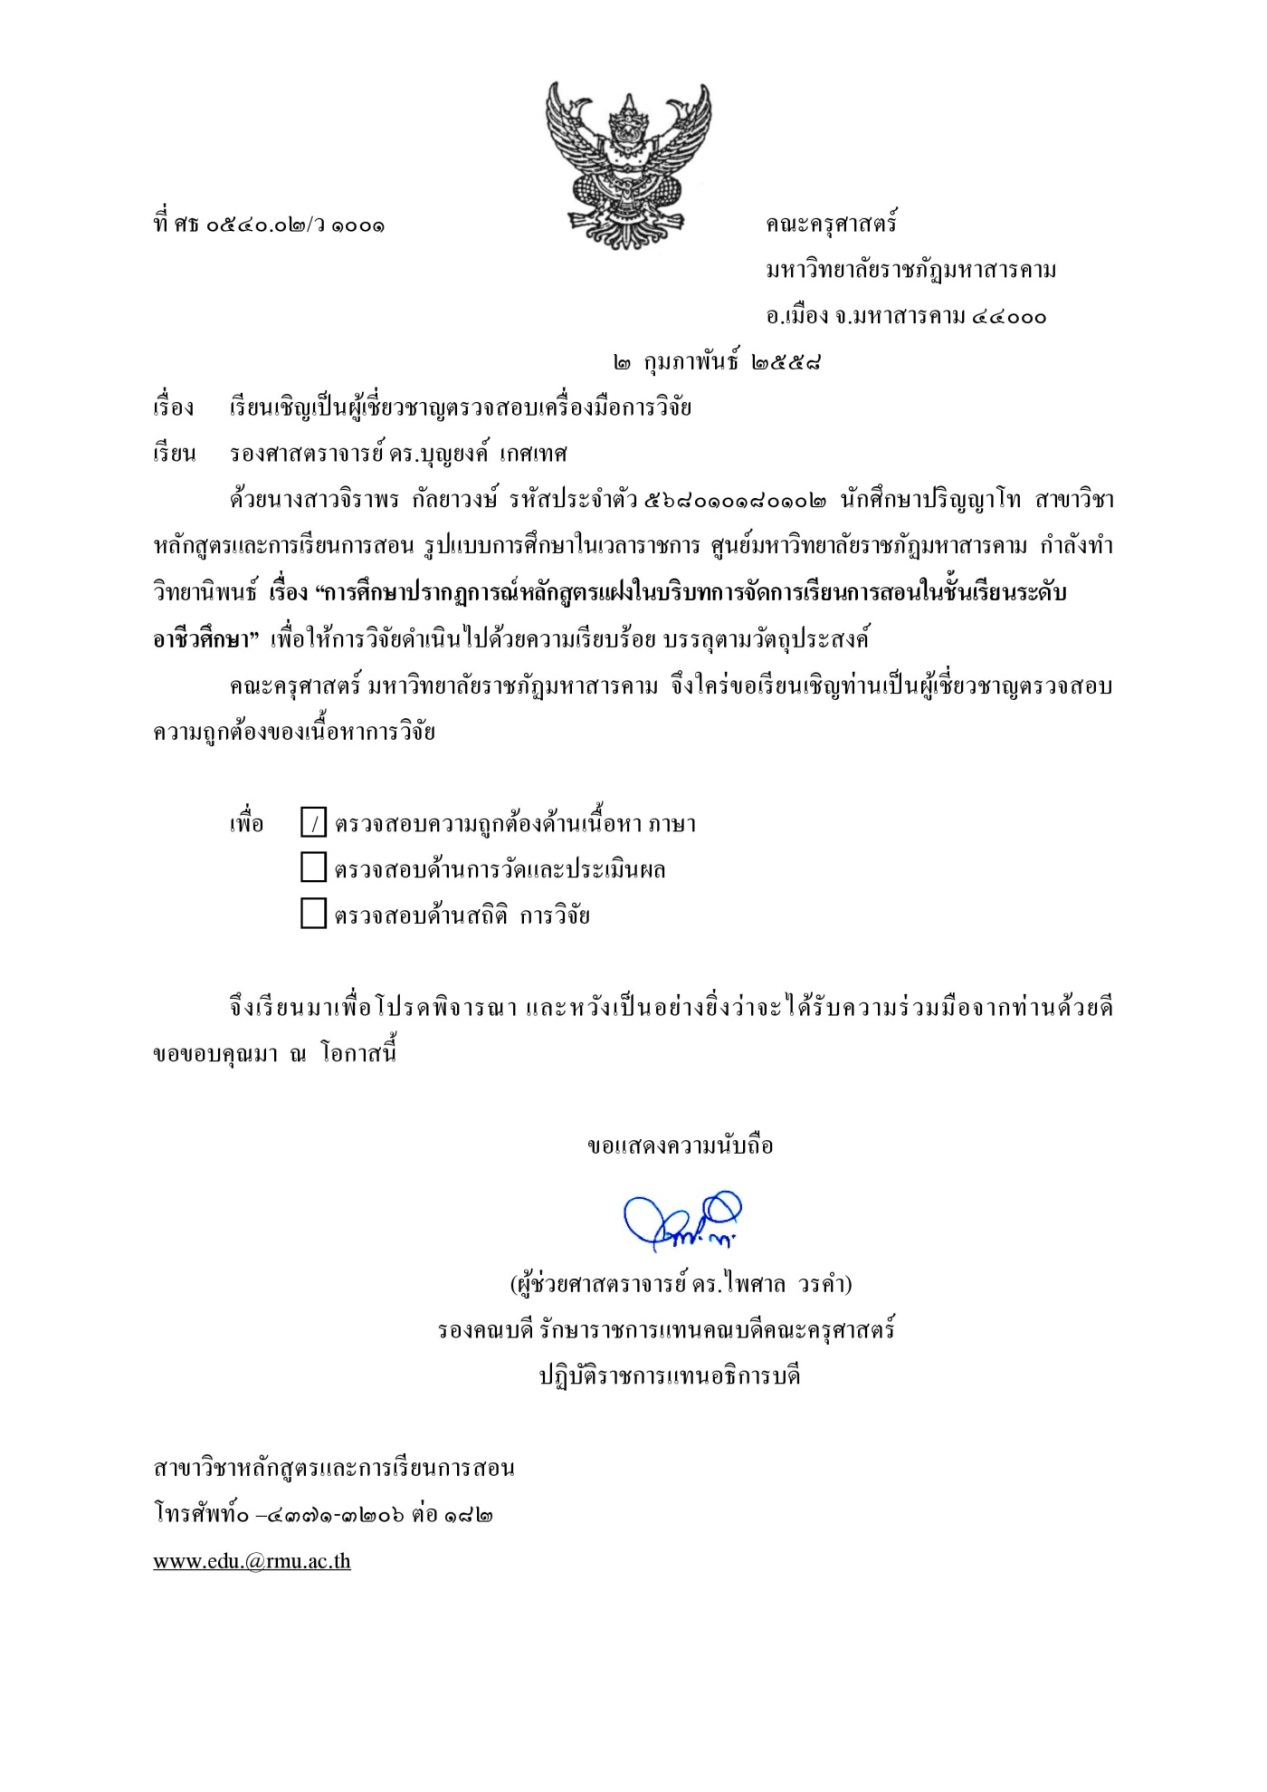 ที่ ศธ ๐๕๔๐.๐๒/ว ๑๐๐๑
คณะครุศาสตร์
มหาวิทยาลัยราชภัฏมหาสารคาม
อ.เมือง จ.มหาสารคาม ๔๔๐๐๐
๒ กุมภาพันธ์ ๒๕๕๘
เรื่อง เรียนเชิญเป็นผู้เชี่ยวชาญตรวจสอบเครื่องมือการวิจัย
เรียน รองศาสตราจารย์ ดร.บุญยงค์ เกศเทศ
ด้วยนางสาวจิราพร กัลยาวงษ์ รหัสประจำตัว ๕๖๘๐๑๐๑๘๐๑๐๒ นักศึกษาปริญญาโท สาขาวิชา
หลักสูตรและการเรียนการสอน รูปแบบการศึกษาในเวลาราชการ ศูนย์มหาวิทยาลัยราชภัฏมหาสารคาม กำลังทำ
วิทยานิพนธ์ เรื่อง “การศึกษาปรากฏการณ์หลักสูตรแฝงในบริบทการจัดการเรียนการสอนในชั้นเรียนระดับ
อาชีวศึกษา” เพื่อให้การวิจัยดำเนินไปด้วยความเรียบร้อย บรรลุตามวัตถุประสงค์
คณะครุศาสตร์ มหาวิทยาลัยราชภัฏมหาสารคาม จึงใคร่ขอเรียนเชิญท่านเป็นผู้เชี่ยวชาญตรวจสอบ
ความถูกต้องของเนื้อหาการวิจัย
เพื่อ / ตรวจสอบความถูกต้องด้านเนื้อหา ภาษา
ตรวจสอบด้านการวัดและประเมินผล
ตรวจสอบด้านสถิติ การวิจัย
จึงเรียนมาเพื่อโปรดพิจารณา และหวังเป็นอย่างยิ่งว่าจะได้รับความร่วมมือจากท่านด้วยดี
ขอขอบคุณมา ณ โอกาสนี้
ขอแสดงความนับถือ
(ผู้ช่วยศาสตราจารย์ ดร.ไพศาล วรคำ)
รองคณบดี รักษาราชการแทนคณบดีคณะครุศาสตร์
ปฏิบัติราชการแทนอธิการบดี
สาขาวิชาหลักสูตรและการเรียนการสอน
โทรศัพท์๐ –๔๓๗๑-๓๒๐๖ ต่อ ๑๘๒
www.edu.@rmu.ac.th